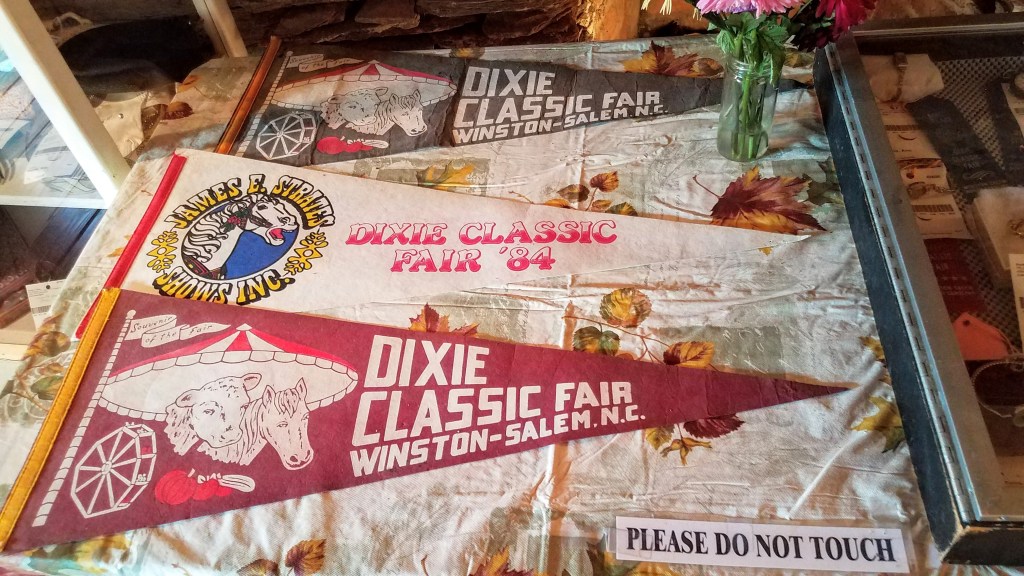 DIXIE
CLASSIC FAIR
WINSTON-SALEM, N.C.
JAMES E. STRATES
SHOWS INC.
DIXIE CLASSIC
FAIR '84
Souvenir
of the Fair
DIXIE
CLASSIC FAIR
WINSTON-SALEM, N.C.
PLEASE DO NOT TOUCH